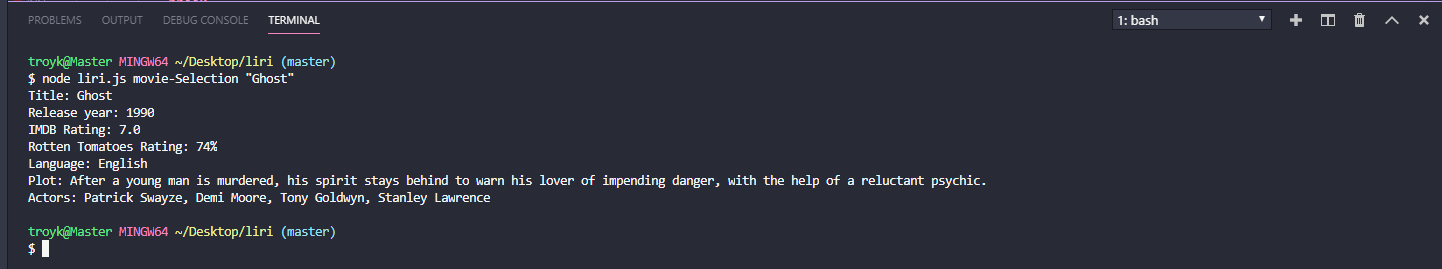 PROBLEMS OUTPUT DEBUG CONSOLE TERMINAL 1: bash
troyk@Master MINGW64 ~/Desktop/liri (master)
$ node liri.js movie-Selection "Ghost"
Title: Ghost
Release year: 1990
IMDB Rating: 7.0
Rotten Tomatoes Rating: 74%
Language: English
Plot: After a young man is murdered, his spirit stays behind to warn his lover of impending danger, with the help of a reluctant psychic.
Actors: Patrick Swayze, Demi Moore, Tony Goldwyn, Stanley Lawrence
troyk@Master MINGW64 ~/Desktop/liri (master)
$